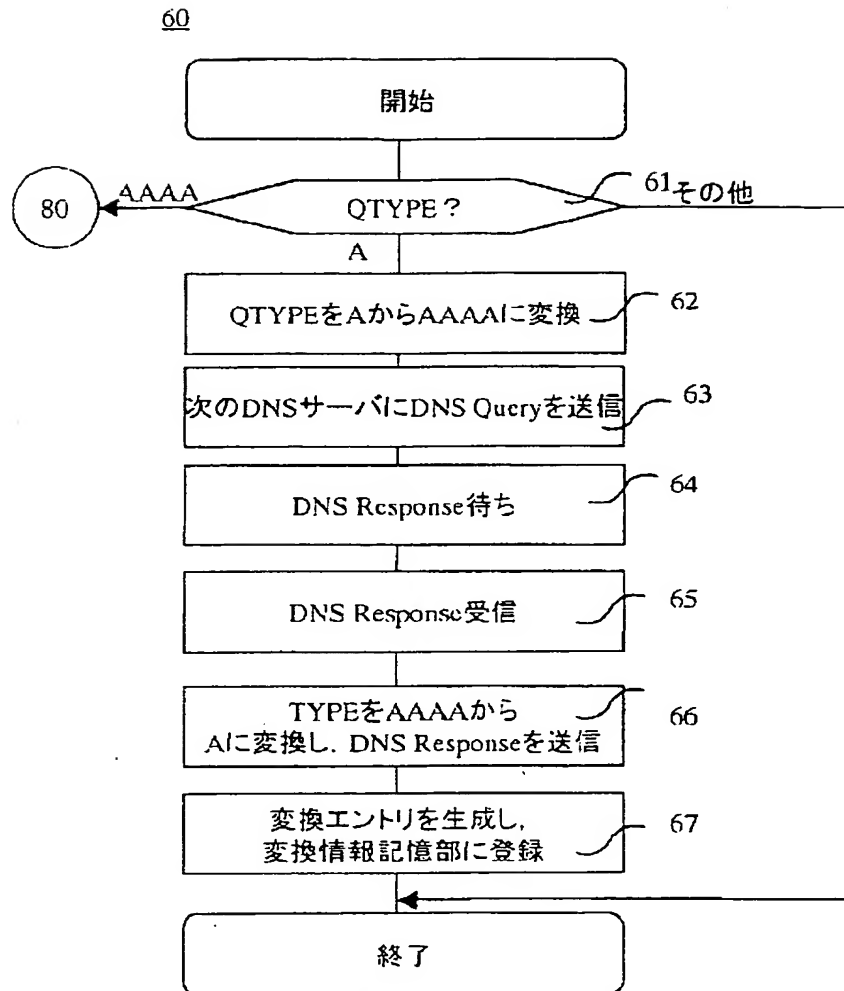 60
開始
AAAA
80
QTYPE？
61
その他
A
QTYPEをAからAAAAに変換
62
次のDNSサーバにDNS Queryを送信
63
DNS Response待ち
64
DNS Response受信
65
TYPEをAAAAから
Aに変換し, DNS Responseを送信
66
変換エントリを生成し,
変換情報記憶部に登録
67
終了